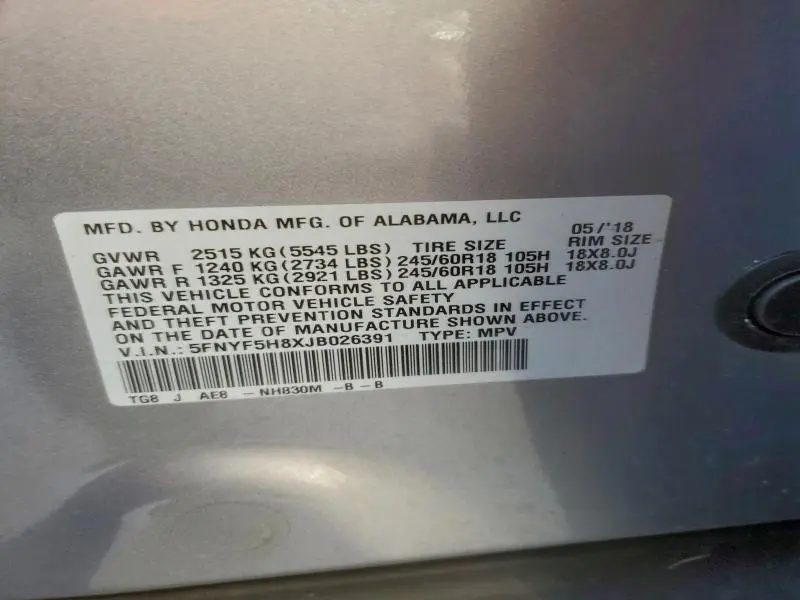 MFD. BY HONDA MFG. OF ALABAMA, LLC 05/'18
GVWR 2515 KG(5545 LBS) TIRE SIZE RIM SIZE
GAWR F 1240 KG(2734 LBS)245/60R18 105H 18X8.0J
GAWR R 1325 KG(2921 LBS)245/60R18 105H 18X8.0J
THIS VEHICLE CONFORMS TO ALL APPLICABLE
FEDERAL MOTOR VEHICLE SAFETY
AND THEFT PREVENTION STANDARDS IN EFFECT
ON THE DATE OF MANUFACTURE SHOWN ABOVE.
V.I.N.: 5FNYF5H8XJB026391 TYPE: MPV
TG8 J AE8 -NH830M -B-B